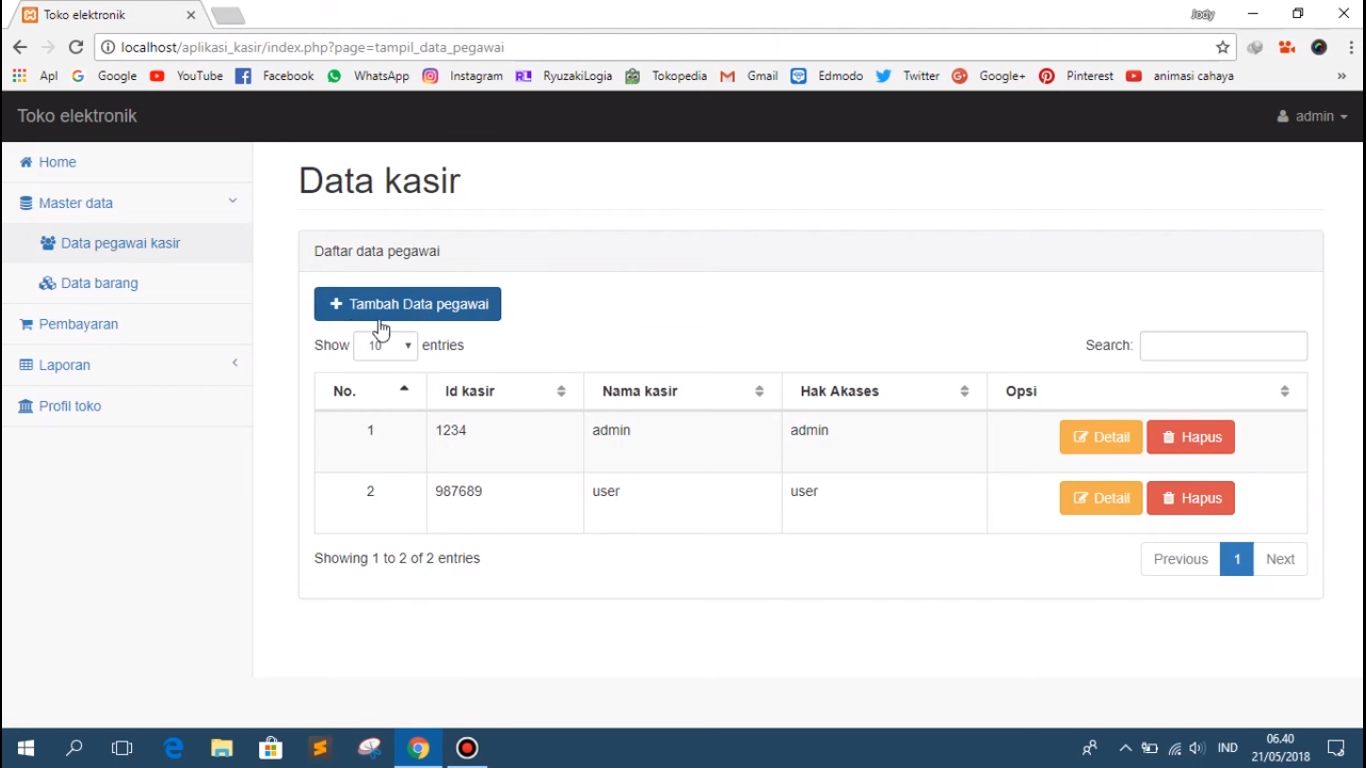 Toko elektronik
Jody
localhost/aplikasi_kasir/index.php?page=tampil_data_pegawai
Apl Google YouTube Facebook WhatsApp Instagram RL RyuzakiLogia Tokopedia Gmail Edmodo Twitter Google+ Pinterest animasi cahaya »
Toko elektronik
admin
Home
Master data
Data pegawai kasir
Data barang
Pembayaran
Laporan
Profil toko
Data kasir
Daftar data pegawai
+ Tambah Data pegawai
Show 10 entries
Search:
No. Id kasir Nama kasir Hak Akases Opsi
1 1234 admin admin Detail Hapus
2 987689 user user Detail Hapus
Showing 1 to 2 of 2 entries
Previous 1 Next
IND
06.40
21/05/2018